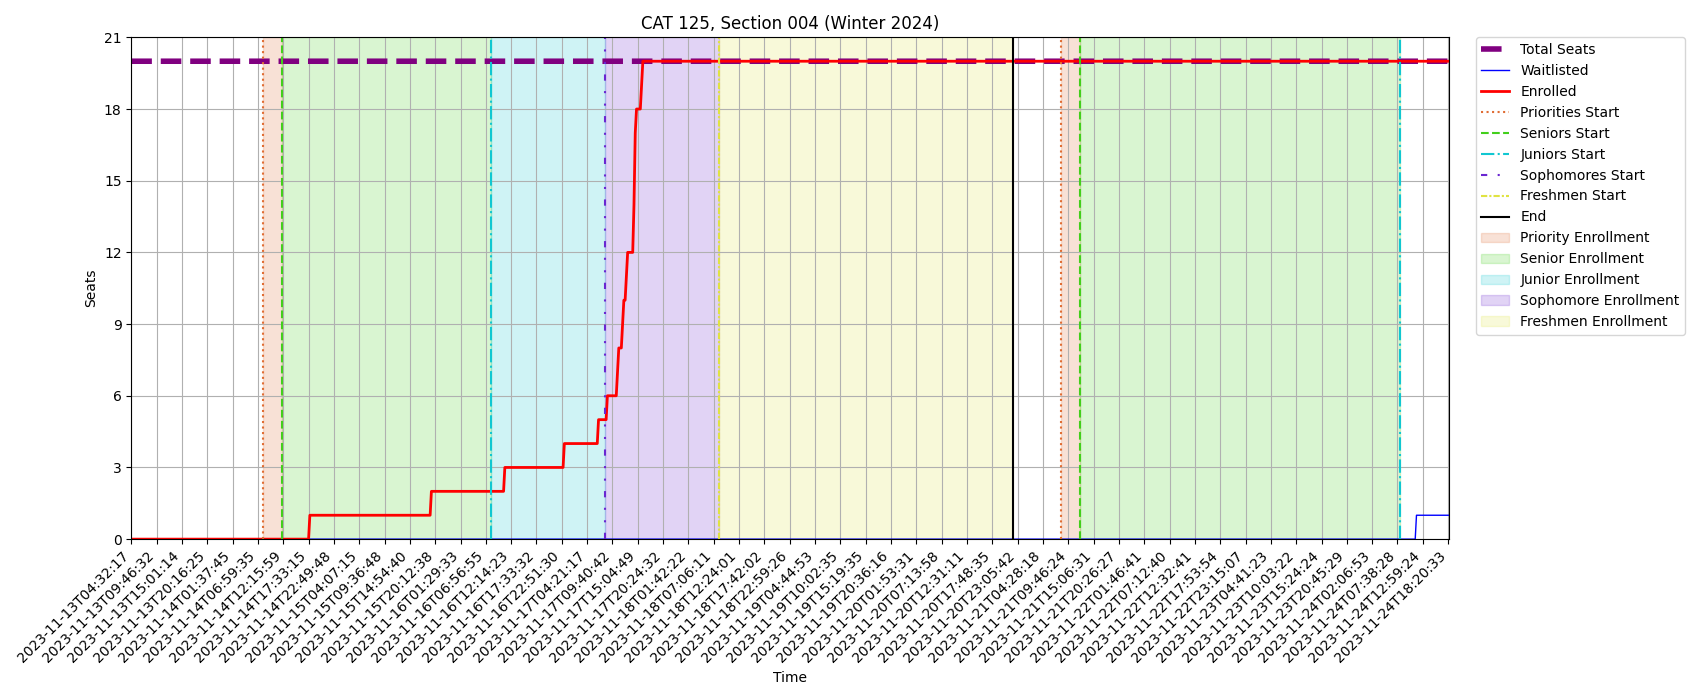 CAT 125, Section 004 (Winter 2024)
21
18
15
12
9
6
3
0
Seats
2023-11-13T04:32:17
2023-11-13T09:46:32
2023-11-13T15:01:14
2023-11-13T20:16:25
2023-11-14T01:37:45
2023-11-14T06:59:35
2023-11-14T12:15:59
2023-11-14T17:33:15
2023-11-14T22:49:48
2023-11-15T04:07:15
2023-11-15T09:36:48
2023-11-15T14:54:40
2023-11-15T20:12:38
2023-11-16T01:29:33
2023-11-16T06:56:55
2023-11-16T12:14:23
2023-11-16T17:33:32
2023-11-16T22:51:30
2023-11-17T04:21:17
2023-11-17T09:40:42
2023-11-17T15:04:49
2023-11-17T20:24:32
2023-11-18T01:42:22
2023-11-18T07:06:11
2023-11-18T12:24:01
2023-11-18T17:42:02
2023-11-18T22:59:26
2023-11-19T04:44:53
2023-11-19T10:02:35
2023-11-19T15:19:35
2023-11-19T20:36:16
2023-11-20T01:53:31
2023-11-20T07:13:58
2023-11-20T12:31:11
2023-11-20T17:48:35
2023-11-20T23:05:42
2023-11-21T04:28:18
2023-11-21T09:46:24
2023-11-21T15:06:31
2023-11-21T20:26:27
2023-11-22T01:46:41
2023-11-22T07:12:40
2023-11-22T12:32:41
2023-11-22T17:53:54
2023-11-22T23:15:07
2023-11-23T04:41:23
2023-11-23T10:03:22
2023-11-23T15:24:24
2023-11-23T20:45:29
2023-11-24T02:06:53
2023-11-24T07:38:28
2023-11-24T12:59:24
2023-11-24T18:20:33
Time
Total Seats
Waitlisted
Enrolled
Priorities Start
Seniors Start
Juniors Start
Sophomores Start
Freshmen Start
End
Priority Enrollment
Senior Enrollment
Junior Enrollment
Sophomore Enrollment
Freshmen Enrollment